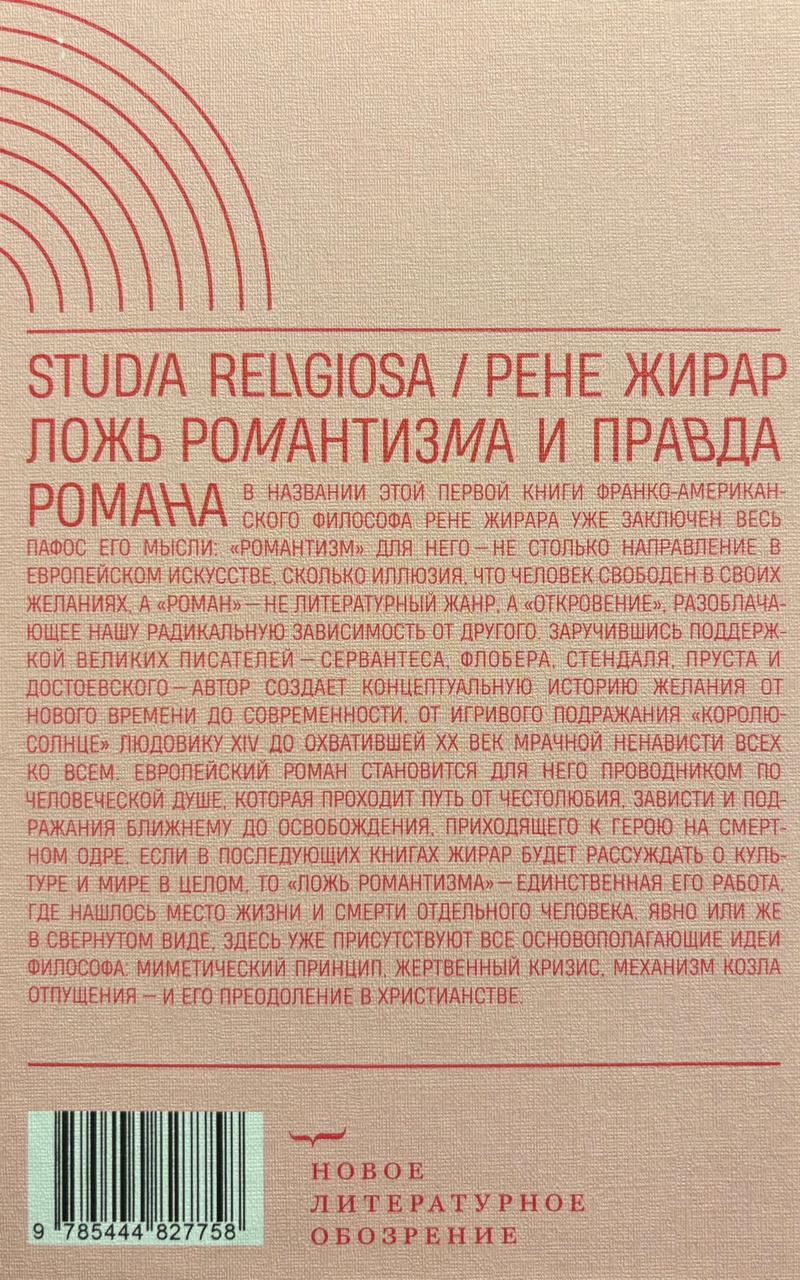 STUDIA RELIGIOSA / РЕНЕ ЖИРАР
ЛОЖЬ РОМАНТИЗМА И ПРАВДА
РОМАНА В НАЗВАНИИ ЭТОЙ ПЕРВОЙ КНИГИ ФРАНКО-АМЕРИКАН-
СКОГО ФИЛОСОФА РЕНЕ ЖИРАРА УЖЕ ЗАКЛЮЧЕН ВЕСЬ
ПАФОС ЕГО МЫСЛИ: «РОМАНТИЗМ» ДЛЯ НЕГО — НЕ СТОЛЬКО НАПРАВЛЕНИЕ В
ЕВРОПЕЙСКОМ ИСКУССТВЕ, СКОЛЬКО ИЛЛЮЗИЯ, ЧТО ЧЕЛОВЕК СВОБОДЕН В СВОИХ
ЖЕЛАНИЯХ, А «РОМАН» — НЕ ЛИТЕРАТУРНЫЙ ЖАНР, А «ОТКРОВЕНИЕ», РАЗОБЛАЧА-
ЮЩЕЕ НАШУ РАДИКАЛЬНУЮ ЗАВИСИМОСТЬ ОТ ДРУГОГО. ЗАРУЧИВШИСЬ ПОДДЕРЖ-
КОЙ ВЕЛИКИХ ПИСАТЕЛЕЙ — СЕРВАНТЕСА, ФЛОБЕРА, СТЕНДАЛЯ, ПРУСТА И
ДОСТОЕВСКОГО — АВТОР СОЗДАЕТ КОНЦЕПТУАЛЬНУЮ ИСТОРИЮ ЖЕЛАНИЯ ОТ
НОВОГО ВРЕМЕНИ ДО СОВРЕМЕННОСТИ, ОТ ИГРИВОГО ПОДРАЖАНИЯ «КОРОЛЮ-
СОЛНЦЕ» ЛЮДОВИКУ XIV ДО ОХВАТИВШЕЙ XX ВЕК МРАЧНОЙ НЕНАВИСТИ ВСЕХ
КО ВСЕМ. ЕВРОПЕЙСКИЙ РОМАН СТАНОВИТСЯ ДЛЯ НЕГО ПРОВОДНИКОМ ПО
ЧЕЛОВЕЧЕСКОЙ ДУШЕ, КОТОРАЯ ПРОХОДИТ ПУТЬ ОТ ЧЕСТОЛЮБИЯ, ЗАВИСТИ И ПОД-
РАЖАНИЯ БЛИЖНЕМУ ДО ОСВОБОЖДЕНИЯ, ПРИХОДЯЩЕГО К ГЕРОЮ НА СМЕРТ-
НОМ ОДРЕ. ЕСЛИ В ПОСЛЕДУЮЩИХ КНИГАХ ЖИРАР БУДЕТ РАССУЖДАТЬ О КУЛЬ-
ТУРЕ И МИРЕ В ЦЕЛОМ, ТО «ЛОЖЬ РОМАНТИЗМА» — ЕДИНСТВЕННАЯ ЕГО РАБОТА,
ГДЕ НАШЛОСЬ МЕСТО ЖИЗНИ И СМЕРТИ ОТДЕЛЬНОГО ЧЕЛОВЕКА. ЯВНО ИЛИ ЖЕ
В СВЕРНУТОМ ВИДЕ, ЗДЕСЬ УЖЕ ПРИСУТСТВУЮТ ВСЕ ОСНОВОПОЛАГАЮЩИЕ ИДЕИ
ФИЛОСОФА: МИМЕТИЧЕСКИЙ ПРИНЦИП, ЖЕРТВЕННЫЙ КРИЗИС, МЕХАНИЗМ КОЗЛА
ОТПУЩЕНИЯ — И ЕГО ПРЕОДОЛЕНИЕ В ХРИСТИАНСТВЕ.
9 785444 827758
НОВОЕ
ЛИТЕРАТУРНОЕ
ОБОЗРЕНИЕ